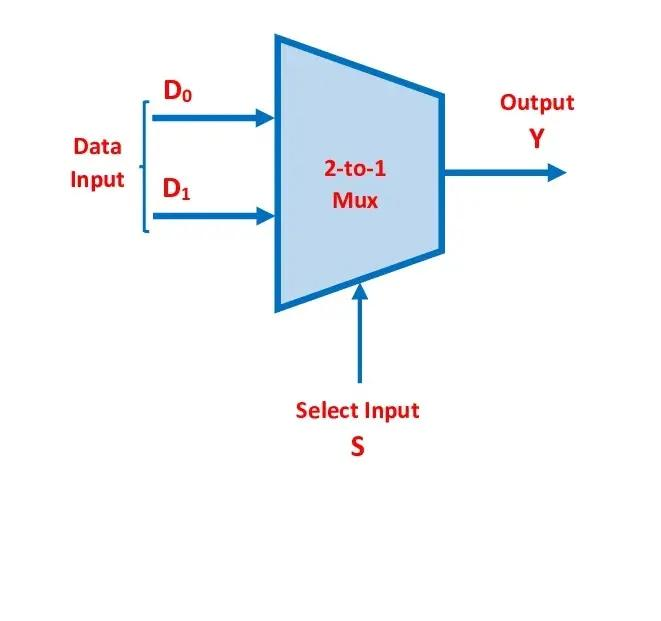 D₀
Data
Input
D₁
2-to-1
Mux
Output
Y
Select Input
S